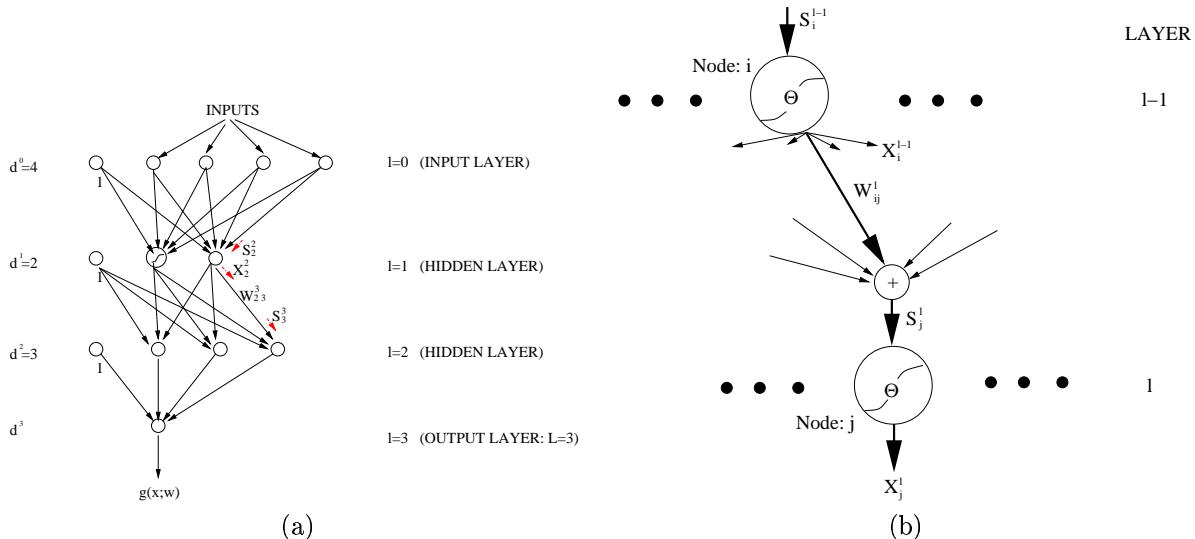 INPUTS
d⁰=4
l=0 (INPUT LAYER)
1
d¹=2
S₂²
X₂²
l=1 (HIDDEN LAYER)
1
W₂₃³
S₃³
d²=3
l=2 (HIDDEN LAYER)
1
d³
l=3 (OUTPUT LAYER: L=3)
g(x;w)
(a)
Sᵢˡ⁻¹
LAYER
Node: i
Θ
l−1
Xᵢˡ⁻¹
Wᵢⱼˡ
+
Sⱼˡ
Θ
l
Node: j
Xⱼˡ
(b)